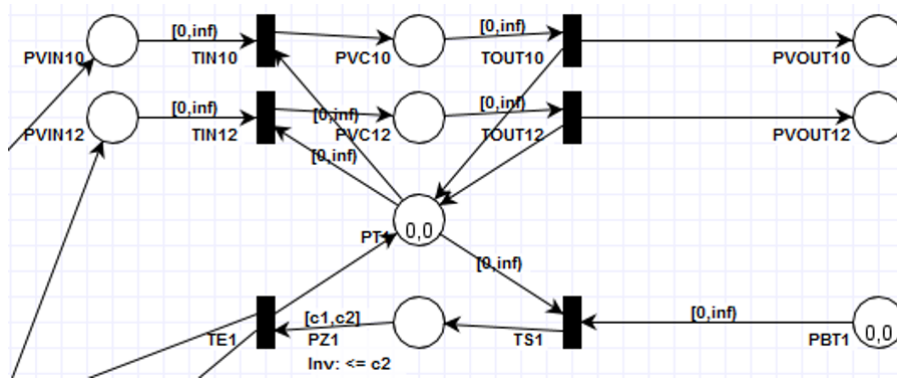 [0,inf)
[0,inf)
PVIN10
TIN10
PVC10
TOUT10
PVOUT10
[0,inf)
[0,inf)
[0,inf)
PVIN12
TIN12
PVC12
TOUT12
PVOUT12
[0,inf)
0,0
PT1
[0,inf)
[c1,c2]
[0,inf)
TE1
PZ1
TS1
PBT1
0,0
Inv: <= c2